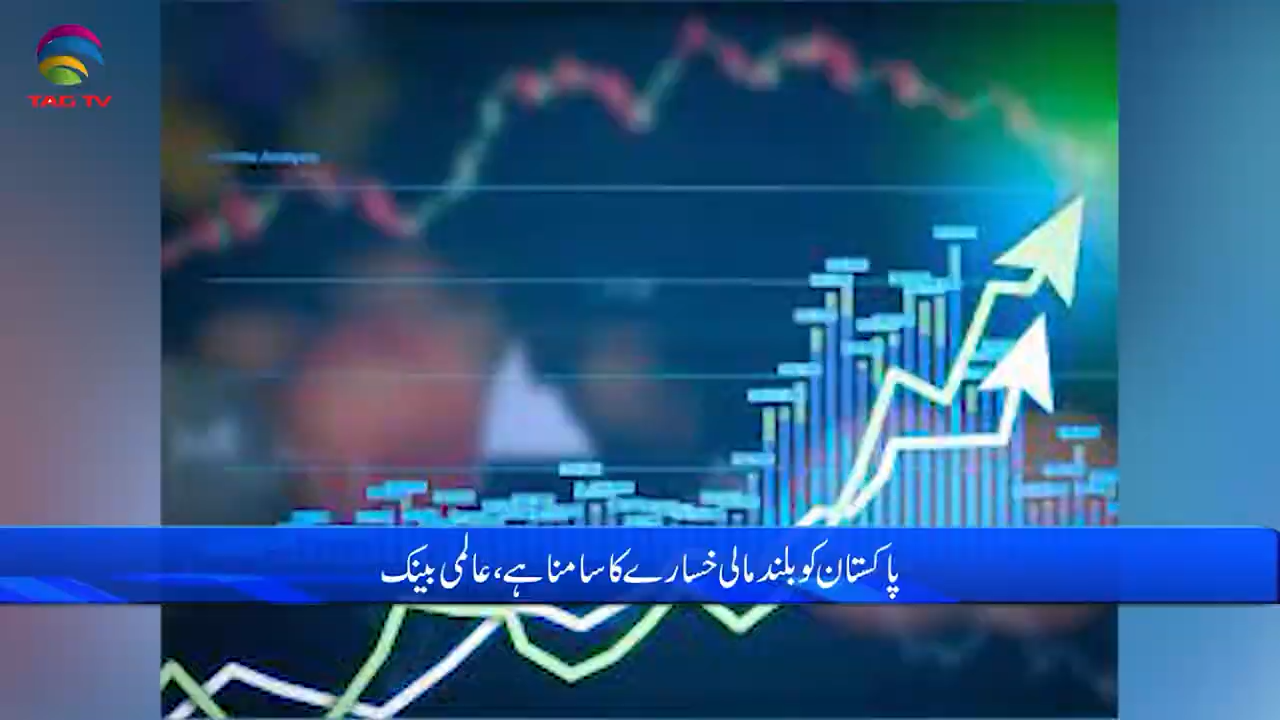 TAG TV
پاکستان کو بلند مالی خسارے کا سامنا ہے، عالمی بینک